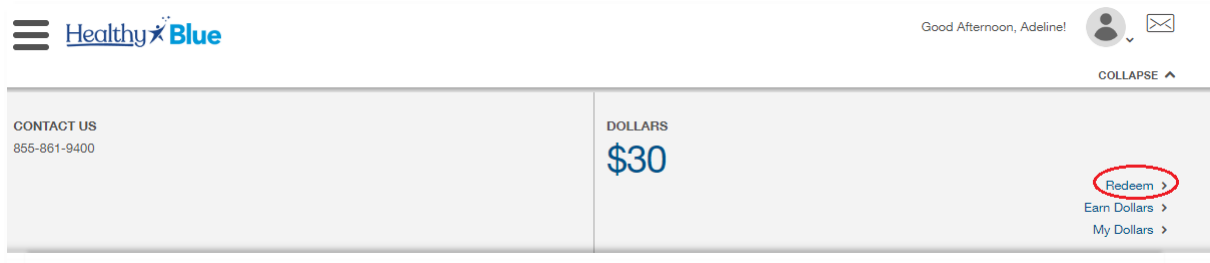 Healthy Blue
Good Afternoon, Adeline!
COLLAPSE
CONTACT US
855-861-9400
DOLLARS
$30
Redeem >
Earn Dollars >
My Dollars >